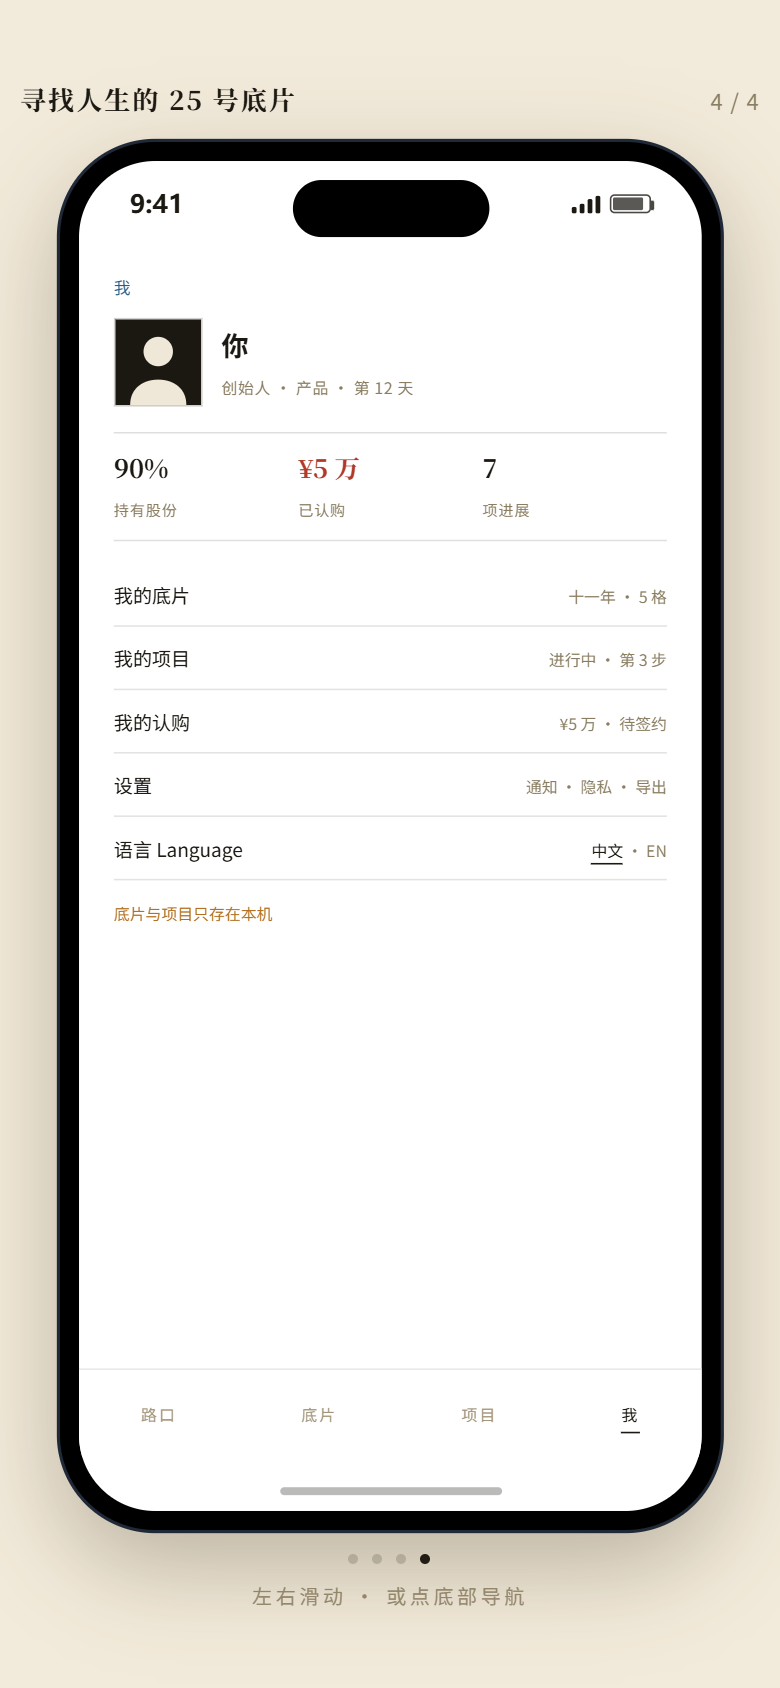 寻找人生的 25 号底片
4 / 4
9:41
我
你
创始人 · 产品 · 第 12 天
90% ¥5 万 7
持有股份 已认购 项进展
我的底片 十一年 · 5 格
我的项目 进行中 · 第 3 步
我的认购 ¥5 万 · 待签约
设置 通知 · 隐私 · 导出
语言 Language 中文 · EN
底片与项目只存在本机
路口 底片 项目 我
左右滑动 · 或点底部导航